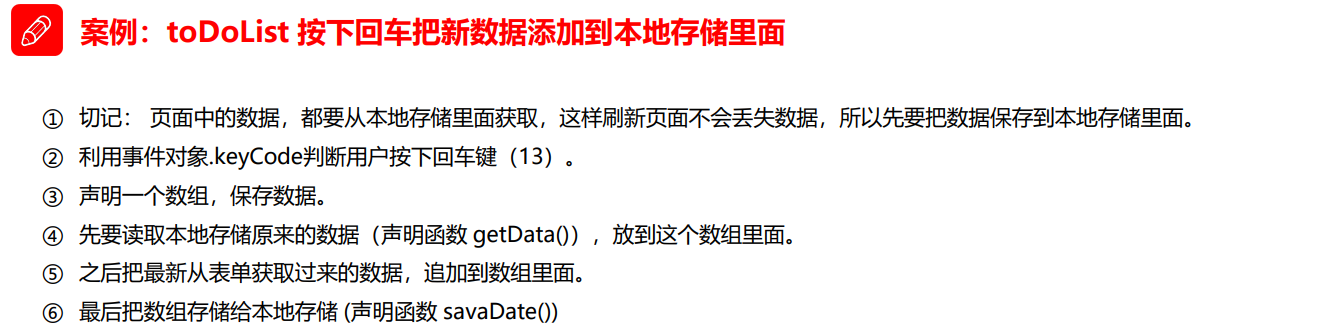 案例：toDoList 按下回车把新数据添加到本地存储里面
① 切记： 页面中的数据，都要从本地存储里面获取，这样刷新页面不会丢失数据，所以先要把数据保存到本地存储里面。
② 利用事件对象.keyCode判断用户按下回车键（13）。
③ 声明一个数组，保存数据。
④ 先要读取本地存储原来的数据（声明函数 getData()），放到这个数组里面。
⑤ 之后把最新从表单获取过来的数据，追加到数组里面。
⑥ 最后把数组存储给本地存储 (声明函数 savaDate())